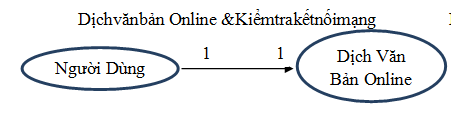 Dịchvănbản Online &Kiểmtrakếtnốimạng
Người Dùng
1
1
Dịch Văn
Bản Online